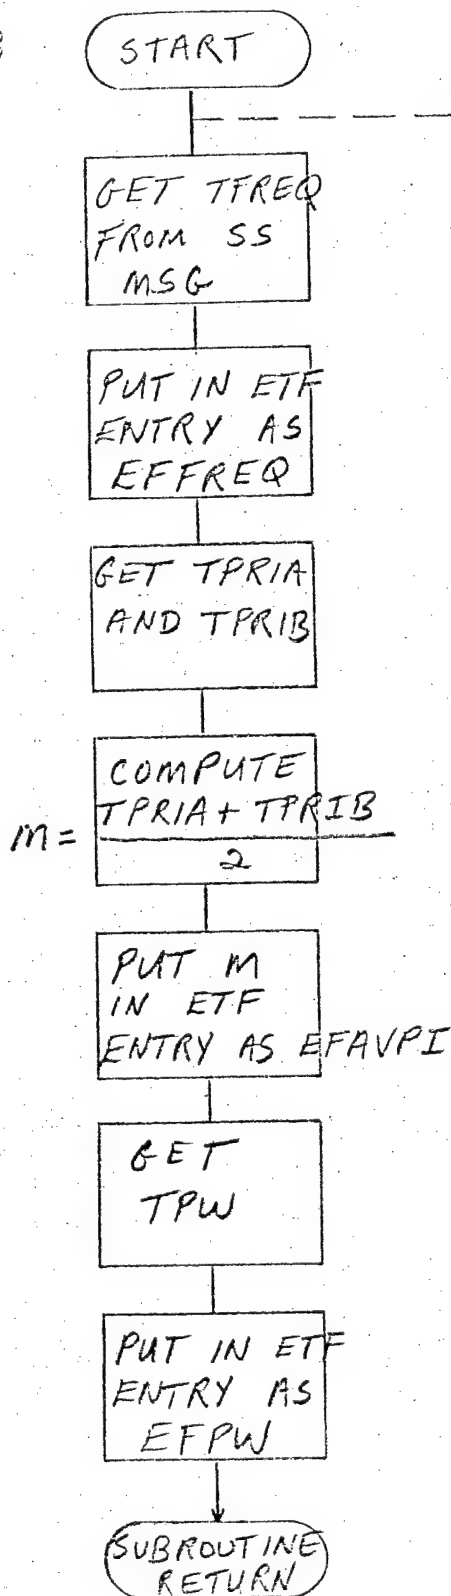 START
GET TFREQ
FROM SS
MSG
PUT IN ETF
ENTRY AS
EFFREQ
GET TPRIA
AND TPRIB
COMPUTE
m = TPRIA + TPRIB
2
PUT M
IN ETF
ENTRY AS EFAVPI
GET
TPW
PUT IN ETF
ENTRY AS
EFPW
SUBROUTINE
RETURN